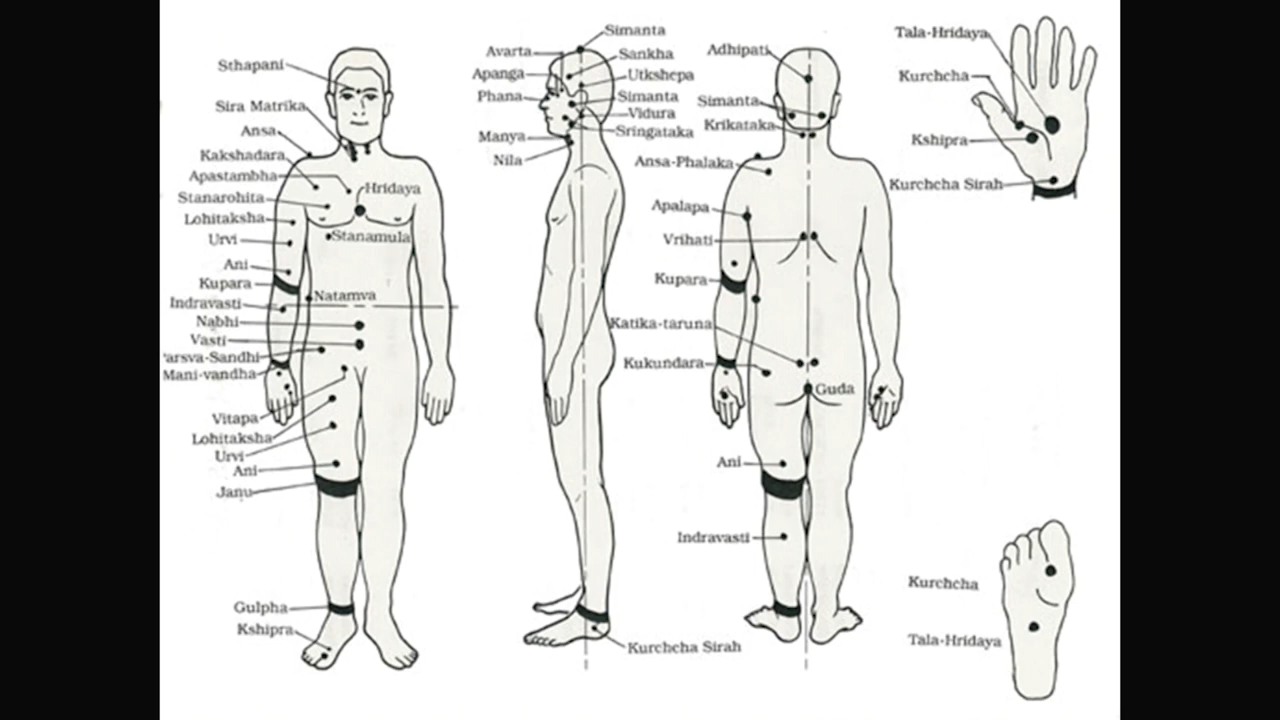 Sthapani
Sira Matrika
Ansa
Kakshadara
Apastambha
Hridaya
Stanarohita
Lohitaksha
Stanamula
Urvi
Ani
Kupara
Natamva
Indravasti
Nabhi
Vasti
'arsva-Sandhi
Mani-vandha
Vitapa
Lohitaksha
Urvi
Ani
Janu
Gulpha
Kshipra
Simanta
Avarta
Sankha
Apanga
Utkshepa
Phana
Simanta
Vidura
Sringataka
Manya
Nila
Kurchcha Sirah
Adhipati
Simanta
Krikataka
Ansa-Phalaka
Apalapa
Vrihati
Kupara
Katika-taruna
Kukundara
Guda
Ani
Indravasti
Tala-Hridaya
Kurchcha
Kshipra
Kurchcha Sirah
Kurchcha
Tala-Hridaya